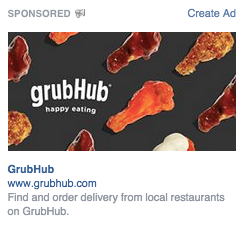 SPONSORED
Create Ad
grubHub
happy eating
GrubHub
www.grubhub.com
Find and order delivery from local restaurants
on GrubHub.